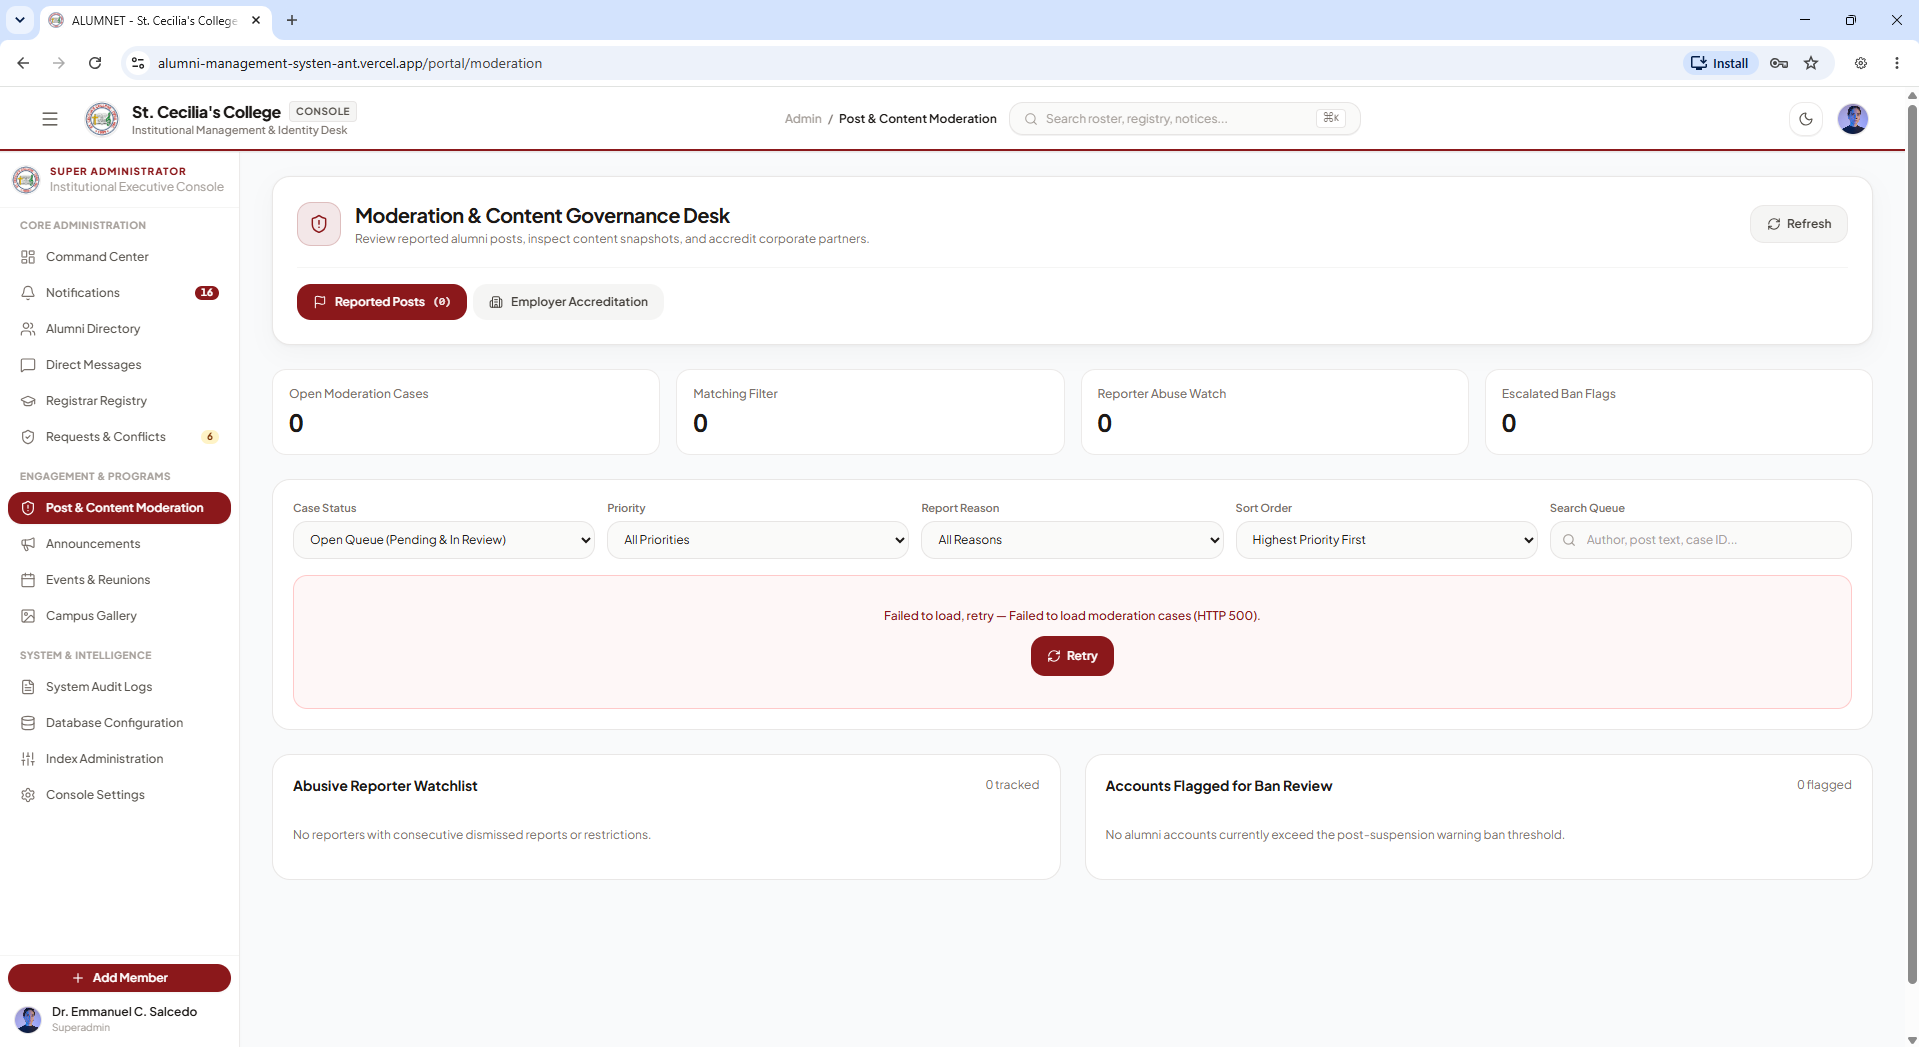 ALUMNET - St. Cecilia's College
alumni-management-systen-ant.vercel.app/portal/moderation
Install
St. Cecilia's College CONSOLE
Institutional Management & Identity Desk
Admin / Post & Content Moderation
Search roster, registry, notices...
⌘K
SUPER ADMINISTRATOR
Institutional Executive Console
CORE ADMINISTRATION
Command Center
Notifications 16
Alumni Directory
Direct Messages
Registrar Registry
Requests & Conflicts 6
ENGAGEMENT & PROGRAMS
Post & Content Moderation
Announcements
Events & Reunions
Campus Gallery
SYSTEM & INTELLIGENCE
System Audit Logs
Database Configuration
Index Administration
Console Settings
Add Member
Dr. Emmanuel C. Salcedo
Superadmin
Moderation & Content Governance Desk
Review reported alumni posts, inspect content snapshots, and accredit corporate partners.
Refresh
Reported Posts (0)
Employer Accreditation
Open Moderation Cases
0
Matching Filter
0
Reporter Abuse Watch
0
Escalated Ban Flags
0
Case Status
Open Queue (Pending & In Review)
Priority
All Priorities
Report Reason
All Reasons
Sort Order
Highest Priority First
Search Queue
Author, post text, case ID...
Failed to load, retry — Failed to load moderation cases (HTTP 500).
Retry
Abusive Reporter Watchlist
0 tracked
No reporters with consecutive dismissed reports or restrictions.
Accounts Flagged for Ban Review
0 flagged
No alumni accounts currently exceed the post-suspension warning ban threshold.